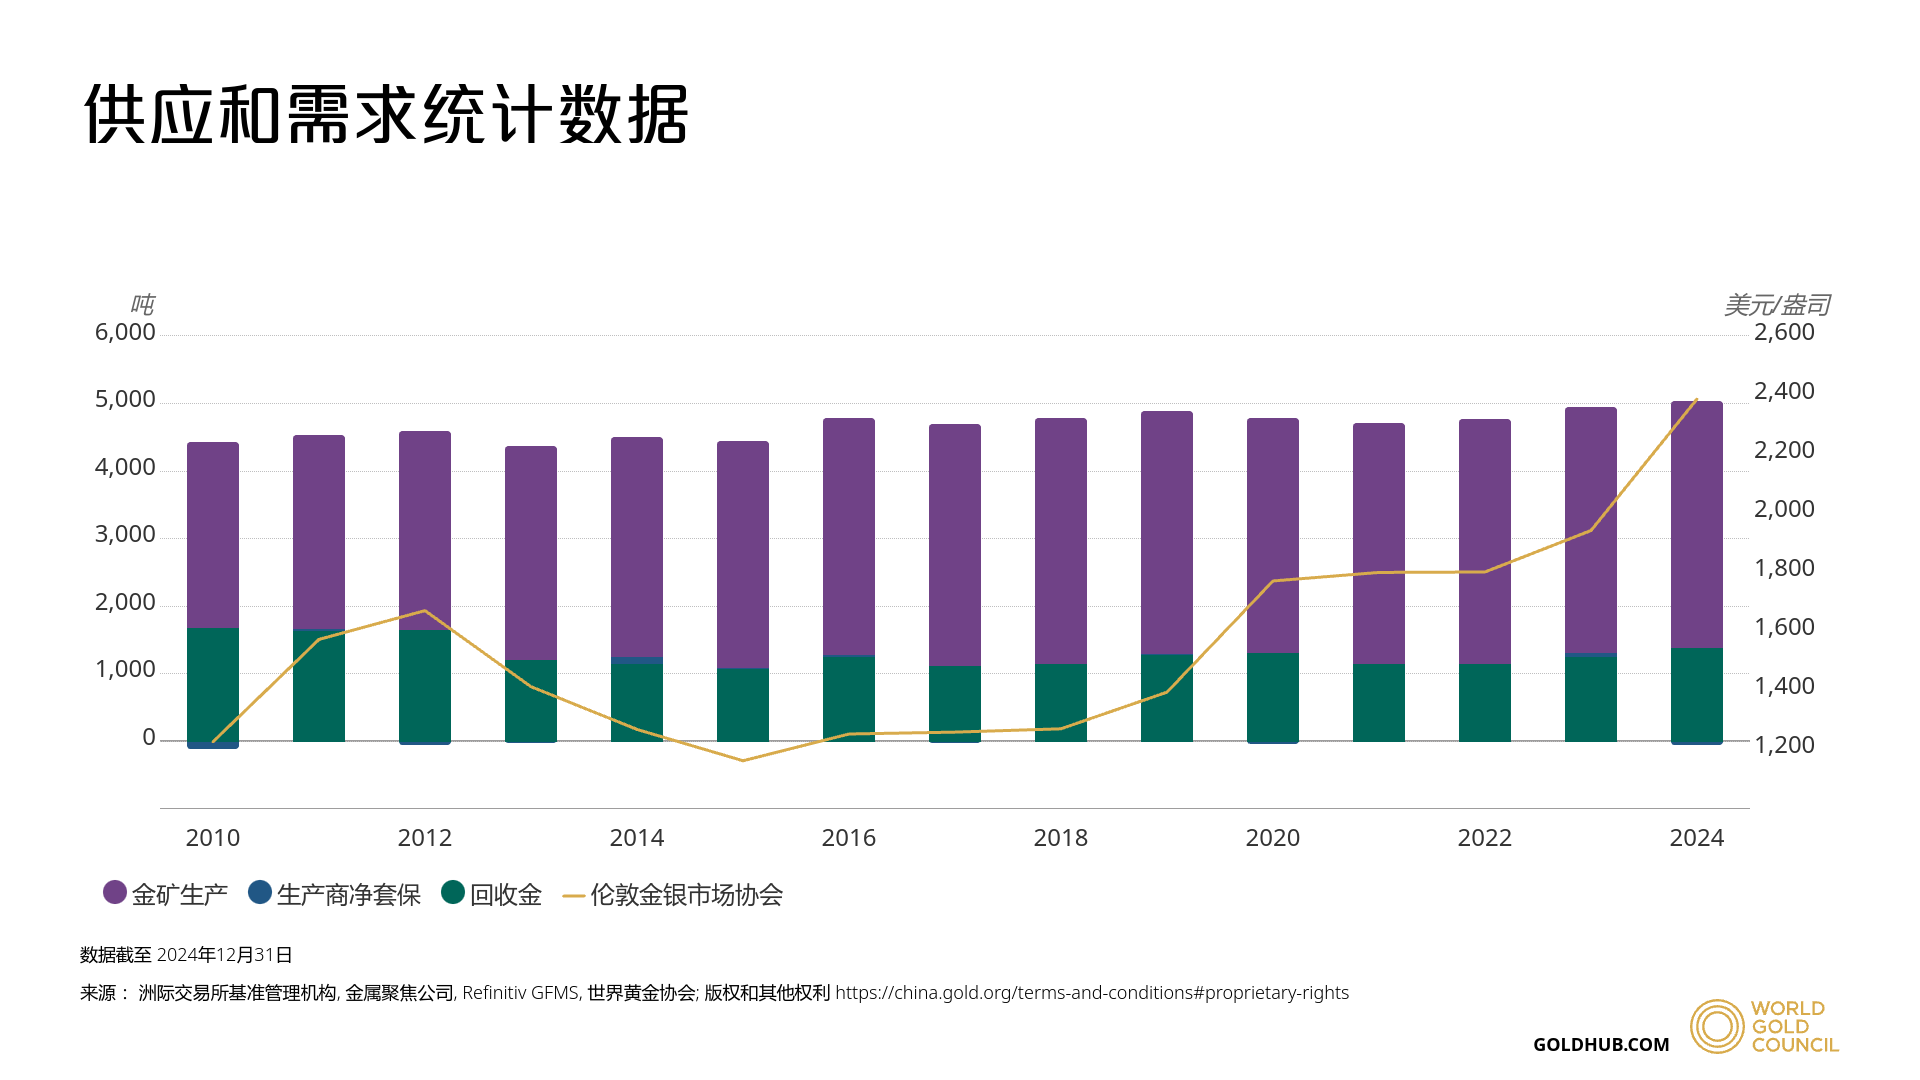 供应和需求统计数据
吨
美元/盎司
6,000
5,000
4,000
3,000
2,000
1,000
0
2,600
2,400
2,200
2,000
1,800
1,600
1,400
1,200
2010 2012 2014 2016 2018 2020 2022 2024
金矿生产 生产商净套保 回收金 伦敦金银市场协会
数据截至 2024年12月31日
来源： 洲际交易所基准管理机构, 金属聚焦公司, Refinitiv GFMS, 世界黄金协会; 版权和其他权利 https://china.gold.org/terms-and-conditions#proprietary-rights
GOLDHUB.COM
WORLD
GOLD
COUNCIL